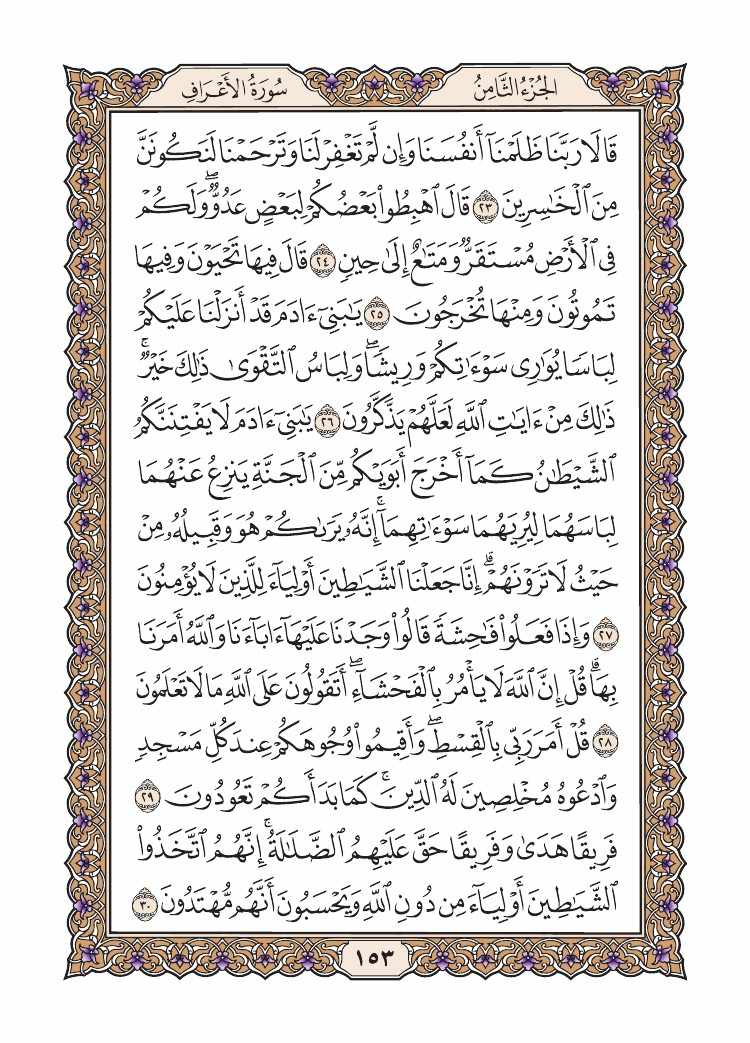 الجُزْءُ الثَّامِنُ
سُورَةُ الأَعْرَافِ
قَالَا رَبَّنَا ظَلَمْنَآ أَنفُسَنَا وَإِن لَّمْ تَغْفِرْ لَنَا وَتَرْحَمْنَا لَنَكُونَنَّ
مِنَ ٱلْخَٰسِرِينَ ٢٣ قَالَ ٱهْبِطُوا۟ بَعْضُكُمْ لِبَعْضٍ عَدُوٌّ ۖ وَلَكُمْ
فِى ٱلْأَرْضِ مُسْتَقَرٌّ وَمَتَٰعٌ إِلَىٰ حِينٍ ٢٤ قَالَ فِيهَا تَحْيَوْنَ وَفِيهَا
تَمُوتُونَ وَمِنْهَا تُخْرَجُونَ ٢٥ يَٰبَنِىٓ ءَادَمَ قَدْ أَنزَلْنَا عَلَيْكُمْ
لِبَاسًا يُوَٰرِى سَوْءَٰتِكُمْ وَرِيشًا ۖ وَلِبَاسُ ٱلتَّقْوَىٰ ذَٰلِكَ خَيْرٌ ۚ
ذَٰلِكَ مِنْ ءَايَٰتِ ٱللَّهِ لَعَلَّهُمْ يَذَّكَّرُونَ ٢٦ يَٰبَنِىٓ ءَادَمَ لَا يَفْتِنَنَّكُمُ
ٱلشَّيْطَٰنُ كَمَآ أَخْرَجَ أَبَوَيْكُم مِّنَ ٱلْجَنَّةِ يَنزِعُ عَنْهُمَا
لِبَاسَهُمَا لِيُرِيَهُمَا سَوْءَٰتِهِمَآ ۗ إِنَّهُۥ يَرَىٰكُمْ هُوَ وَقَبِيلُهُۥ مِنْ
حَيْثُ لَا تَرَوْنَهُمْ ۗ إِنَّا جَعَلْنَا ٱلشَّيَٰطِينَ أَوْلِيَآءَ لِلَّذِينَ لَا يُؤْمِنُونَ
٢٧ وَإِذَا فَعَلُوا۟ فَٰحِشَةً قَالُوا۟ وَجَدْنَا عَلَيْهَآ ءَابَآءَنَا وَٱللَّهُ أَمَرَنَا
بِهَا ۗ قُلْ إِنَّ ٱللَّهَ لَا يَأْمُرُ بِٱلْفَحْشَآءِ ۖ أَتَقُولُونَ عَلَى ٱللَّهِ مَا لَا تَعْلَمُونَ
٢٨ قُلْ أَمَرَ رَبِّى بِٱلْقِسْطِ ۖ وَأَقِيمُوا۟ وُجُوهَكُمْ عِندَ كُلِّ مَسْجِدٍ
وَٱدْعُوهُ مُخْلِصِينَ لَهُ ٱلدِّينَ ۚ كَمَا بَدَأَكُمْ تَعُودُونَ ٢٩
فَرِيقًا هَدَىٰ وَفَرِيقًا حَقَّ عَلَيْهِمُ ٱلضَّلَٰلَةُ ۗ إِنَّهُمُ ٱتَّخَذُوا۟
ٱلشَّيَٰطِينَ أَوْلِيَآءَ مِن دُونِ ٱللَّهِ وَيَحْسَبُونَ أَنَّهُم مُّهْتَدُونَ ٣٠
١٥٣